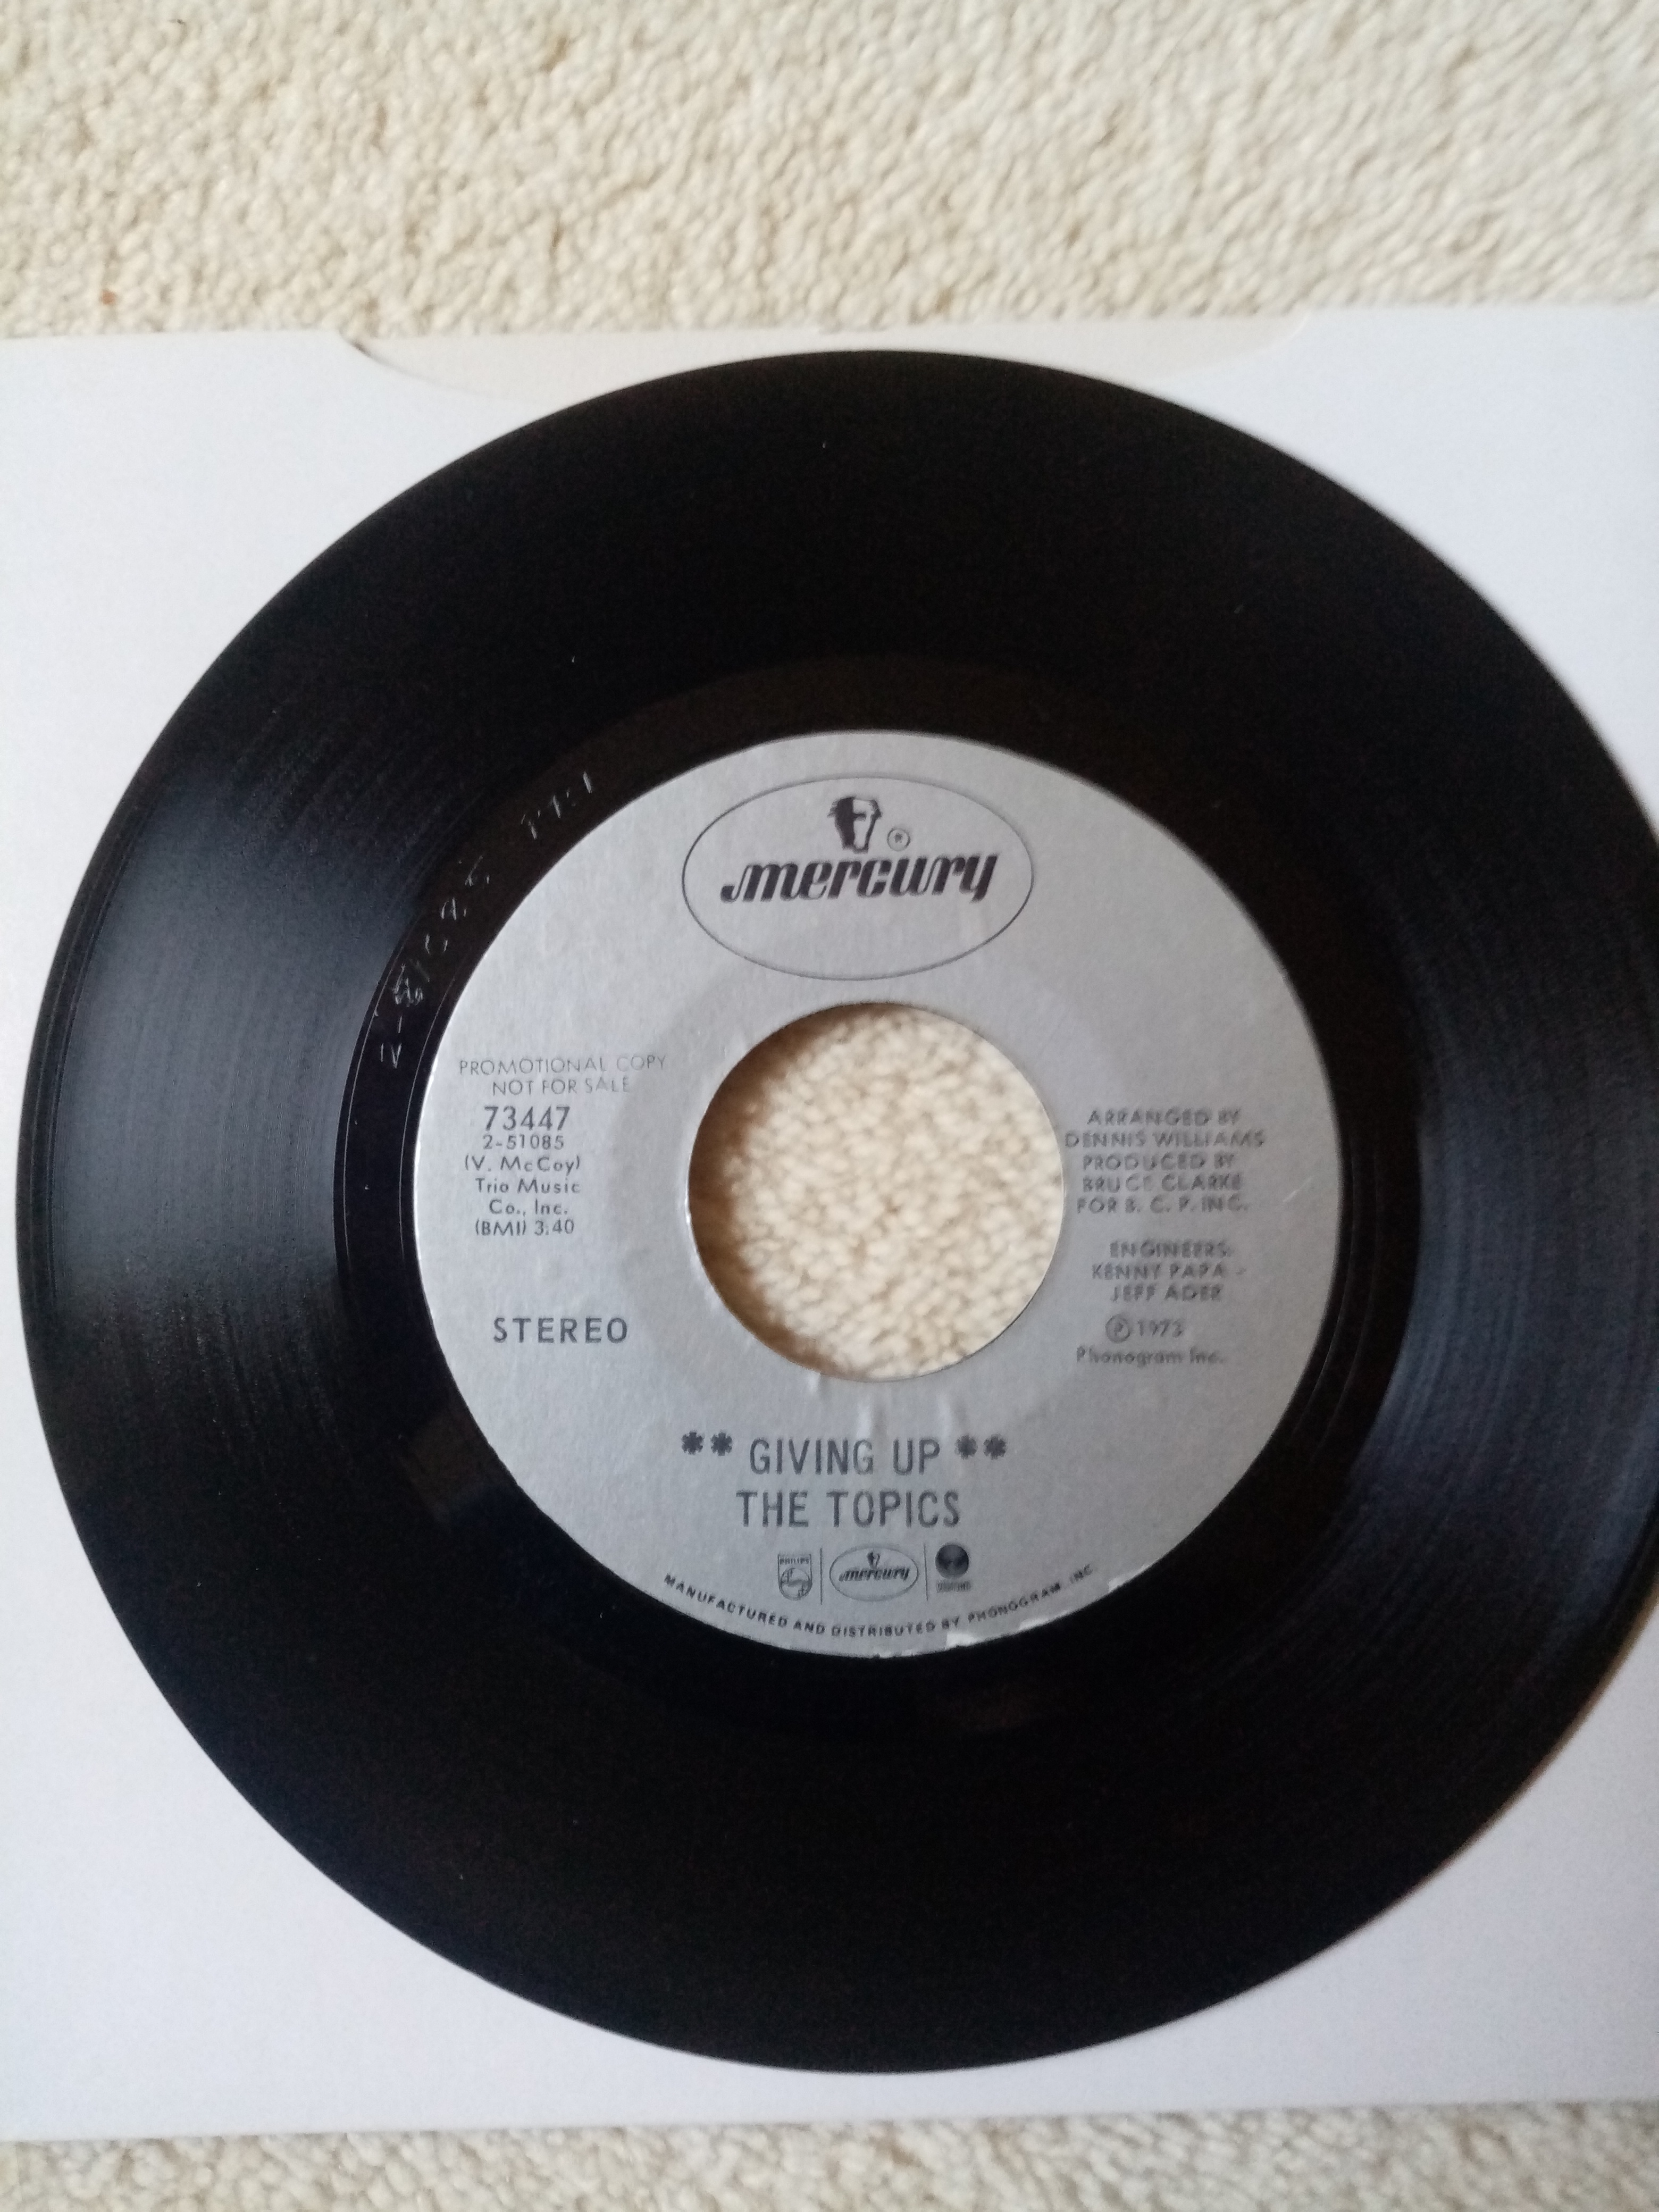 ®
mercury
PROMOTIONAL COPY
NOT FOR SALE
73447
2-51085
(V. McCoy)
Trio Music
Co., Inc.
(BMI) 3:40
STEREO
ARRANGED BY
DENNIS WILLIAMS
PRODUCED BY
BRUCE CLARKE
FOR B. C. P. INC.
ENGINEERS:
KENNY PAPA -
JEFF ADER
Ⓟ 1973
Phonogram Inc.
** GIVING UP **
THE TOPICS
PHILIPS
mercury
MANUFACTURED AND DISTRIBUTED BY PHONOGRAM, INC.